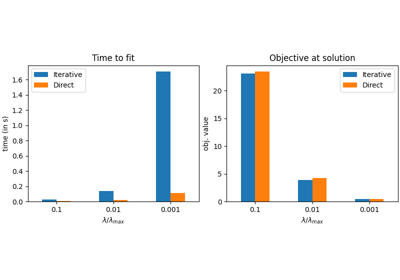 Time to fit
Iterative
Direct
1.6
1.4
1.2
1.0
0.8
0.6
0.4
0.2
0.0
time (in s)
0.1
0.01
0.001
λ/λmax
Objective at solution
Iterative
Direct
20
15
10
5
0
obj. value
0.1
0.01
0.001
λ/λmax